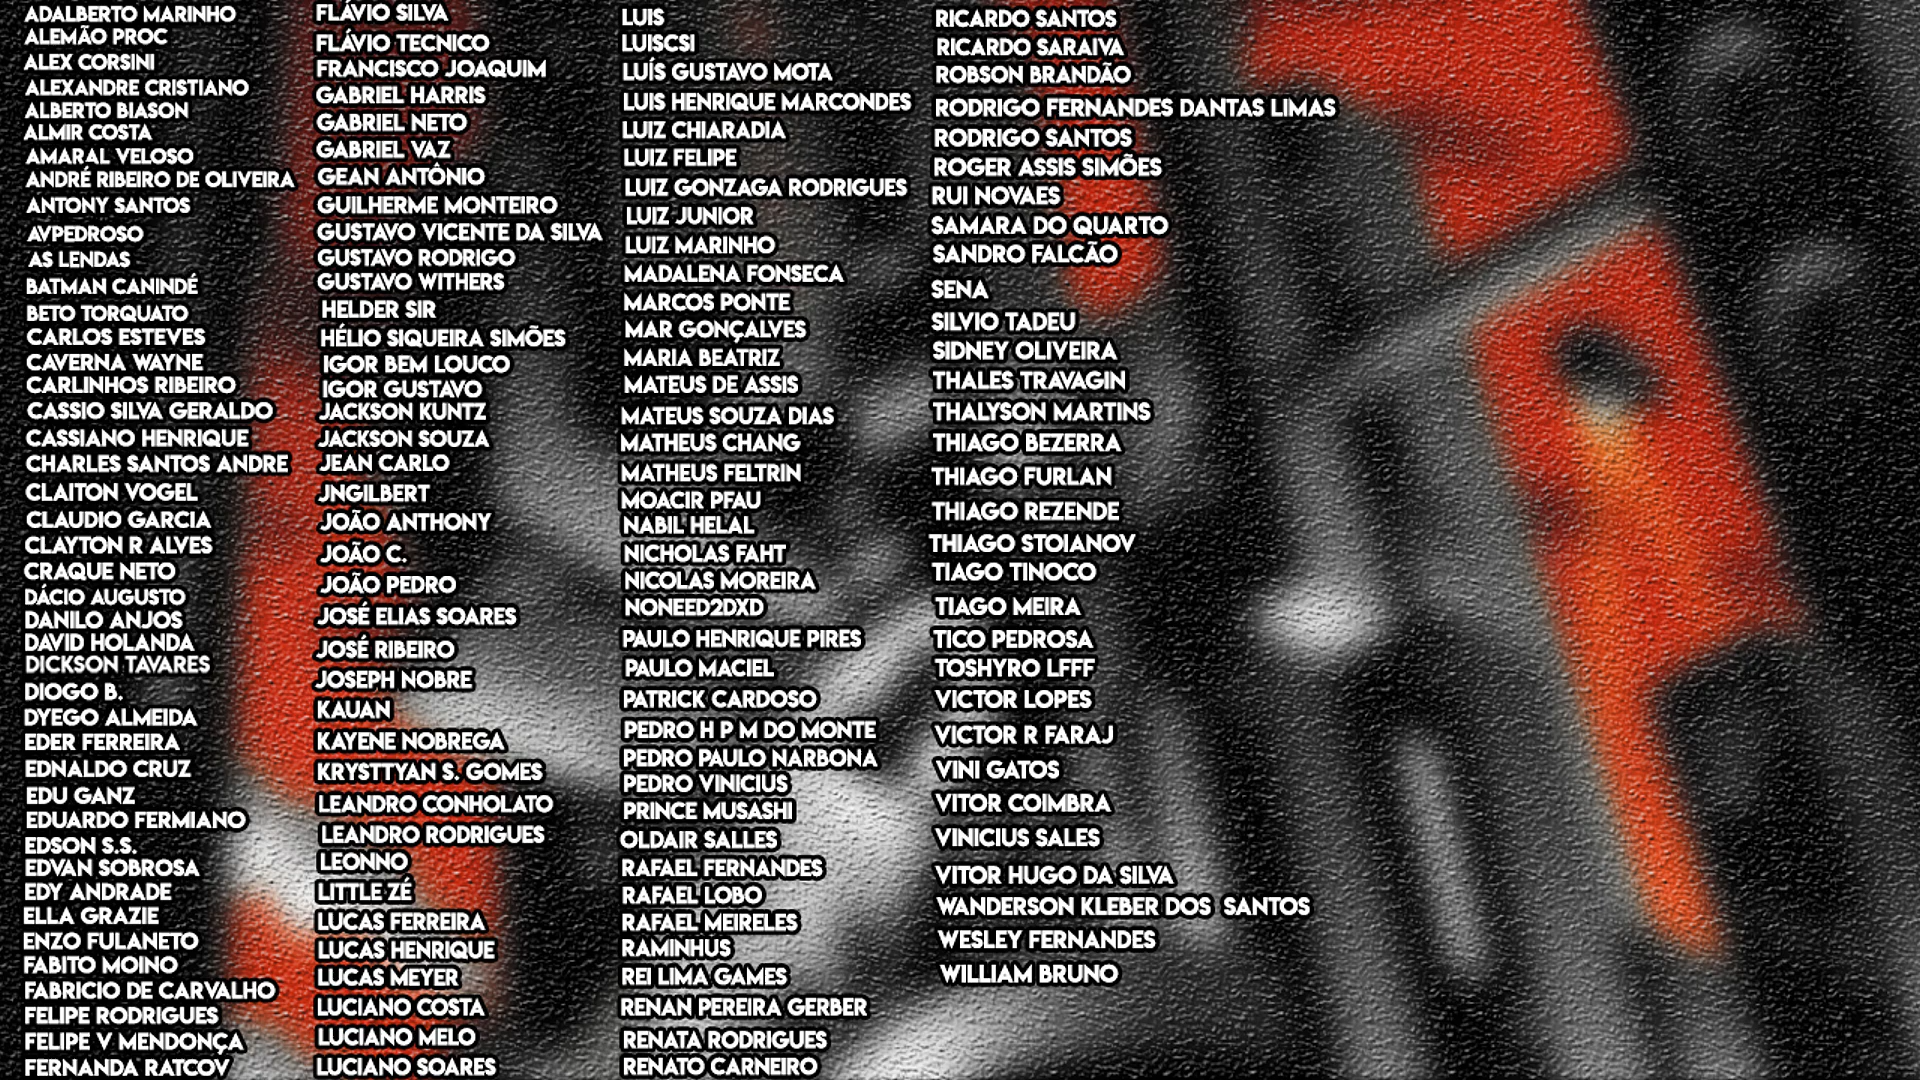 ADALBERTO MARINHO
ALEMÃO PROC
ALEX CORSINI
ALEXANDRE CRISTIANO
ALBERTO BIASON
ALMIR COSTA
AMARAL VELOSO
ANDRÉ RIBEIRO DE OLIVEIRA
ANTONY SANTOS
AVPEDROSO
AS LENDAS
BATMAN CANINDÉ
BETO TORQUATO
CARLOS ESTEVES
CAVERNA WAYNE
CARLINHOS RIBEIRO
CASSIO SILVA GERALDO
CASSIANO HENRIQUE
CHARLES SANTOS ANDRE
CLAITON VOGEL
CLAUDIO GARCIA
CLAYTON R ALVES
CRAQUE NETO
DÁCIO AUGUSTO
DANILO ANJOS
DAVID HOLANDA
DICKSON TAVARES
DIOGO B.
DYEGO ALMEIDA
EDER FERREIRA
EDNALDO CRUZ
EDU GANZ
EDUARDO FERMIANO
EDSON S.S.
EDVAN SOBROSA
EDY ANDRADE
ELLA GRAZIE
ENZO FULANETO
FABITO MOINO
FABRICIO DE CARVALHO
FELIPE RODRIGUES
FELIPE V MENDONÇA
FERNANDA RATCOV
FLÁVIO SILVA
FLÁVIO TECNICO
FRANCISCO JOAQUIM
GABRIEL HARRIS
GABRIEL NETO
GABRIEL VAZ
GEAN ANTÔNIO
GUILHERME MONTEIRO
GUSTAVO VICENTE DA SILVA
GUSTAVO RODRIGO
GUSTAVO WITHERS
HELDER SIR
HÉLIO SIQUEIRA SIMÕES
IGOR BEM LOUCO
IGOR GUSTAVO
JACKSON KUNTZ
JACKSON SOUZA
JEAN CARLO
JNGILBERT
JOÃO ANTHONY
JOÃO C.
JOÃO PEDRO
JOSÉ ELIAS SOARES
JOSÉ RIBEIRO
JOSEPH NOBRE
KAUAN
KAYENE NOBREGA
KRYSTTYAN S. GOMES
LEANDRO CONHOLATO
LEANDRO RODRIGUES
LEONNO
LITTLE ZÉ
LUCAS FERREIRA
LUCAS HENRIQUE
LUCAS MEYER
LUCIANO COSTA
LUCIANO MELO
LUCIANO SOARES
LUIS
LUISCSI
LUÍS GUSTAVO MOTA
LUIS HENRIQUE MARCONDES
LUIZ CHIARADIA
LUIZ FELIPE
LUIZ GONZAGA RODRIGUES
LUIZ JUNIOR
LUIZ MARINHO
MADALENA FONSECA
MARCOS PONTE
MAR GONÇALVES
MARIA BEATRIZ
MATEUS DE ASSIS
MATEUS SOUZA DIAS
MATHEUS CHANG
MATHEUS FELTRIN
MOACIR PFAU
NABIL HELAL
NICHOLAS FAHT
NICOLAS MOREIRA
NONEED2DXD
PAULO HENRIQUE PIRES
PAULO MACIEL
PATRICK CARDOSO
PEDRO H P M DO MONTE
PEDRO PAULO NARBONA
PEDRO VINICIUS
PRINCE MUSASHI
OLDAIR SALLES
RAFAEL FERNANDES
RAFAEL LOBO
RAFAEL MEIRELES
RAMINHUS
REI LIMA GAMES
RENAN PEREIRA GERBER
RENATA RODRIGUES
RENATO CARNEIRO
RICARDO SANTOS
RICARDO SARAIVA
ROBSON BRANDÃO
RODRIGO FERNANDES DANTAS LIMAS
RODRIGO SANTOS
ROGER ASSIS SIMÕES
RUI NOVAES
SAMARA DO QUARTO
SANDRO FALCÃO
SENA
SILVIO TADEU
SIDNEY OLIVEIRA
THALES TRAVAGIN
THALYSON MARTINS
THIAGO BEZERRA
THIAGO FURLAN
THIAGO REZENDE
THIAGO STOIANOV
TIAGO TINOCO
TIAGO MEIRA
TICO PEDROSA
TOSHYRO LFFF
VICTOR LOPES
VICTOR R FARAJ
VINI GATOS
VITOR COIMBRA
VINICIUS SALES
VITOR HUGO DA SILVA
WANDERSON KLEBER DOS SANTOS
WESLEY FERNANDES
WILLIAM BRUNO